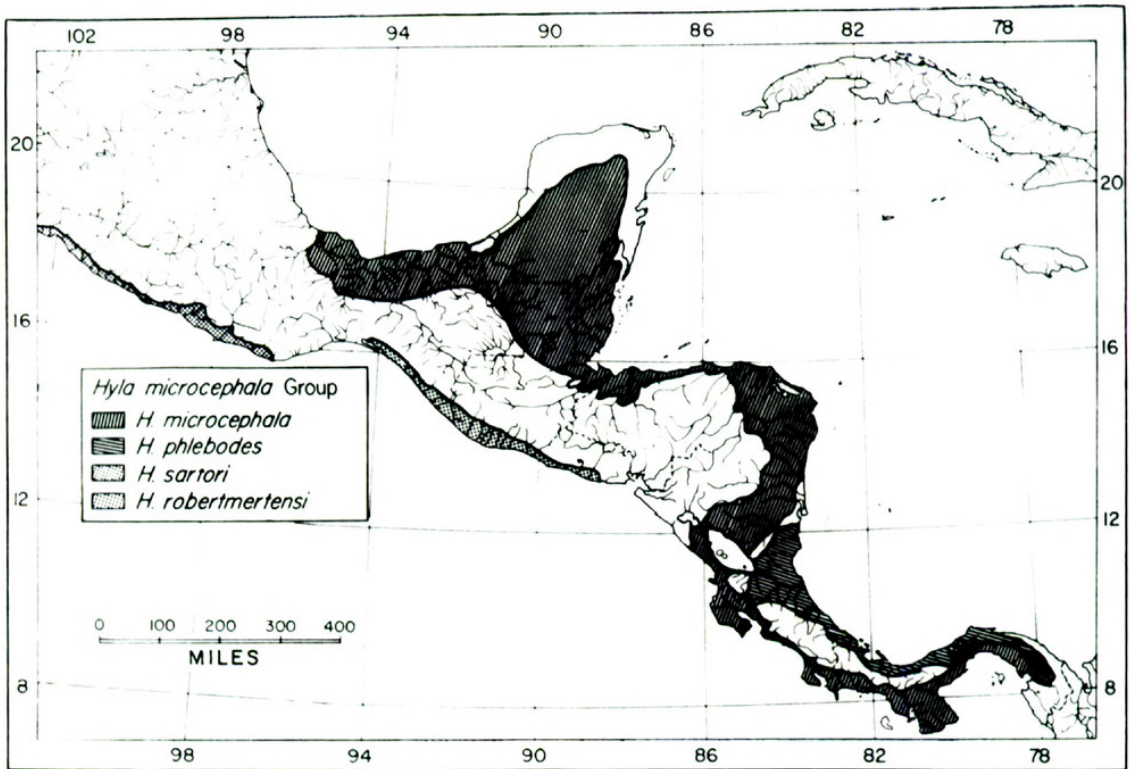 102 98 94 90 86 82 78
20
20
16
16
Hyla microcephala Group
H. microcephala
H. phlebodes
H. sartori
H. robertmertensi
12
12
0 100 200 300 400
MILES
8
8
98 94 90 86 82 78